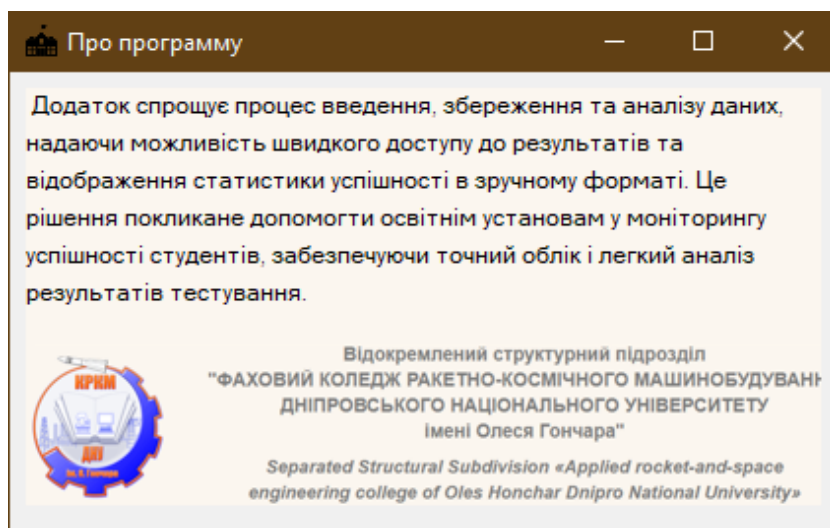 Про программу
Додаток спрощує процес введення, збереження та аналізу даних,
надаючи можливість швидкого доступу до результатів та
відображення статистики успішності в зручному форматі. Це
рішення покликане допомогти освітнім установам у моніторингу
успішності студентів, забезпечуючи точний облік і легкий аналіз
результатів тестування.
КРКМ
ДНУ
ім. О. Гончара
Відокремлений структурний підрозділ
"ФАХОВИЙ КОЛЕДЖ РАКЕТНО-КОСМІЧНОГО МАШИНОБУДУВАНН
ДНІПРОВСЬКОГО НАЦІОНАЛЬНОГО УНІВЕРСИТЕТУ
імені Олеся Гончара"
Separated Structural Subdivision «Applied rocket-and-space
engineering college of Oles Honchar Dnipro National University»